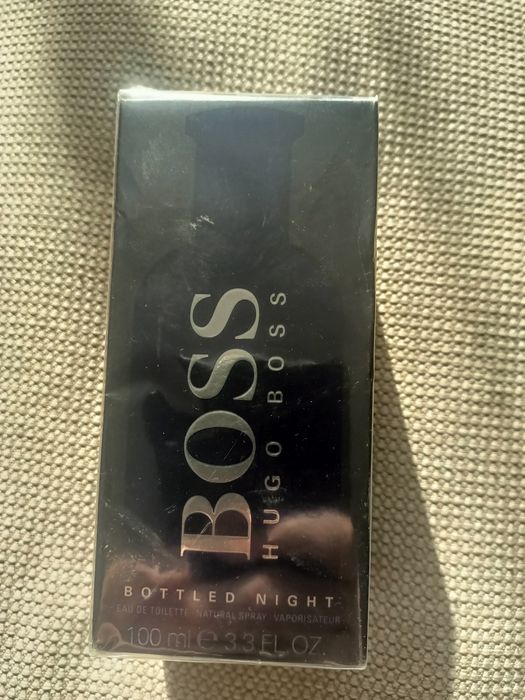 BOSS
HUGO BOSS
BOTTLED NIGHT
EAU DE TOILETTE · NATURAL SPRAY · VAPORISATEUR
100 ml ℮ 3.3 FL.OZ.